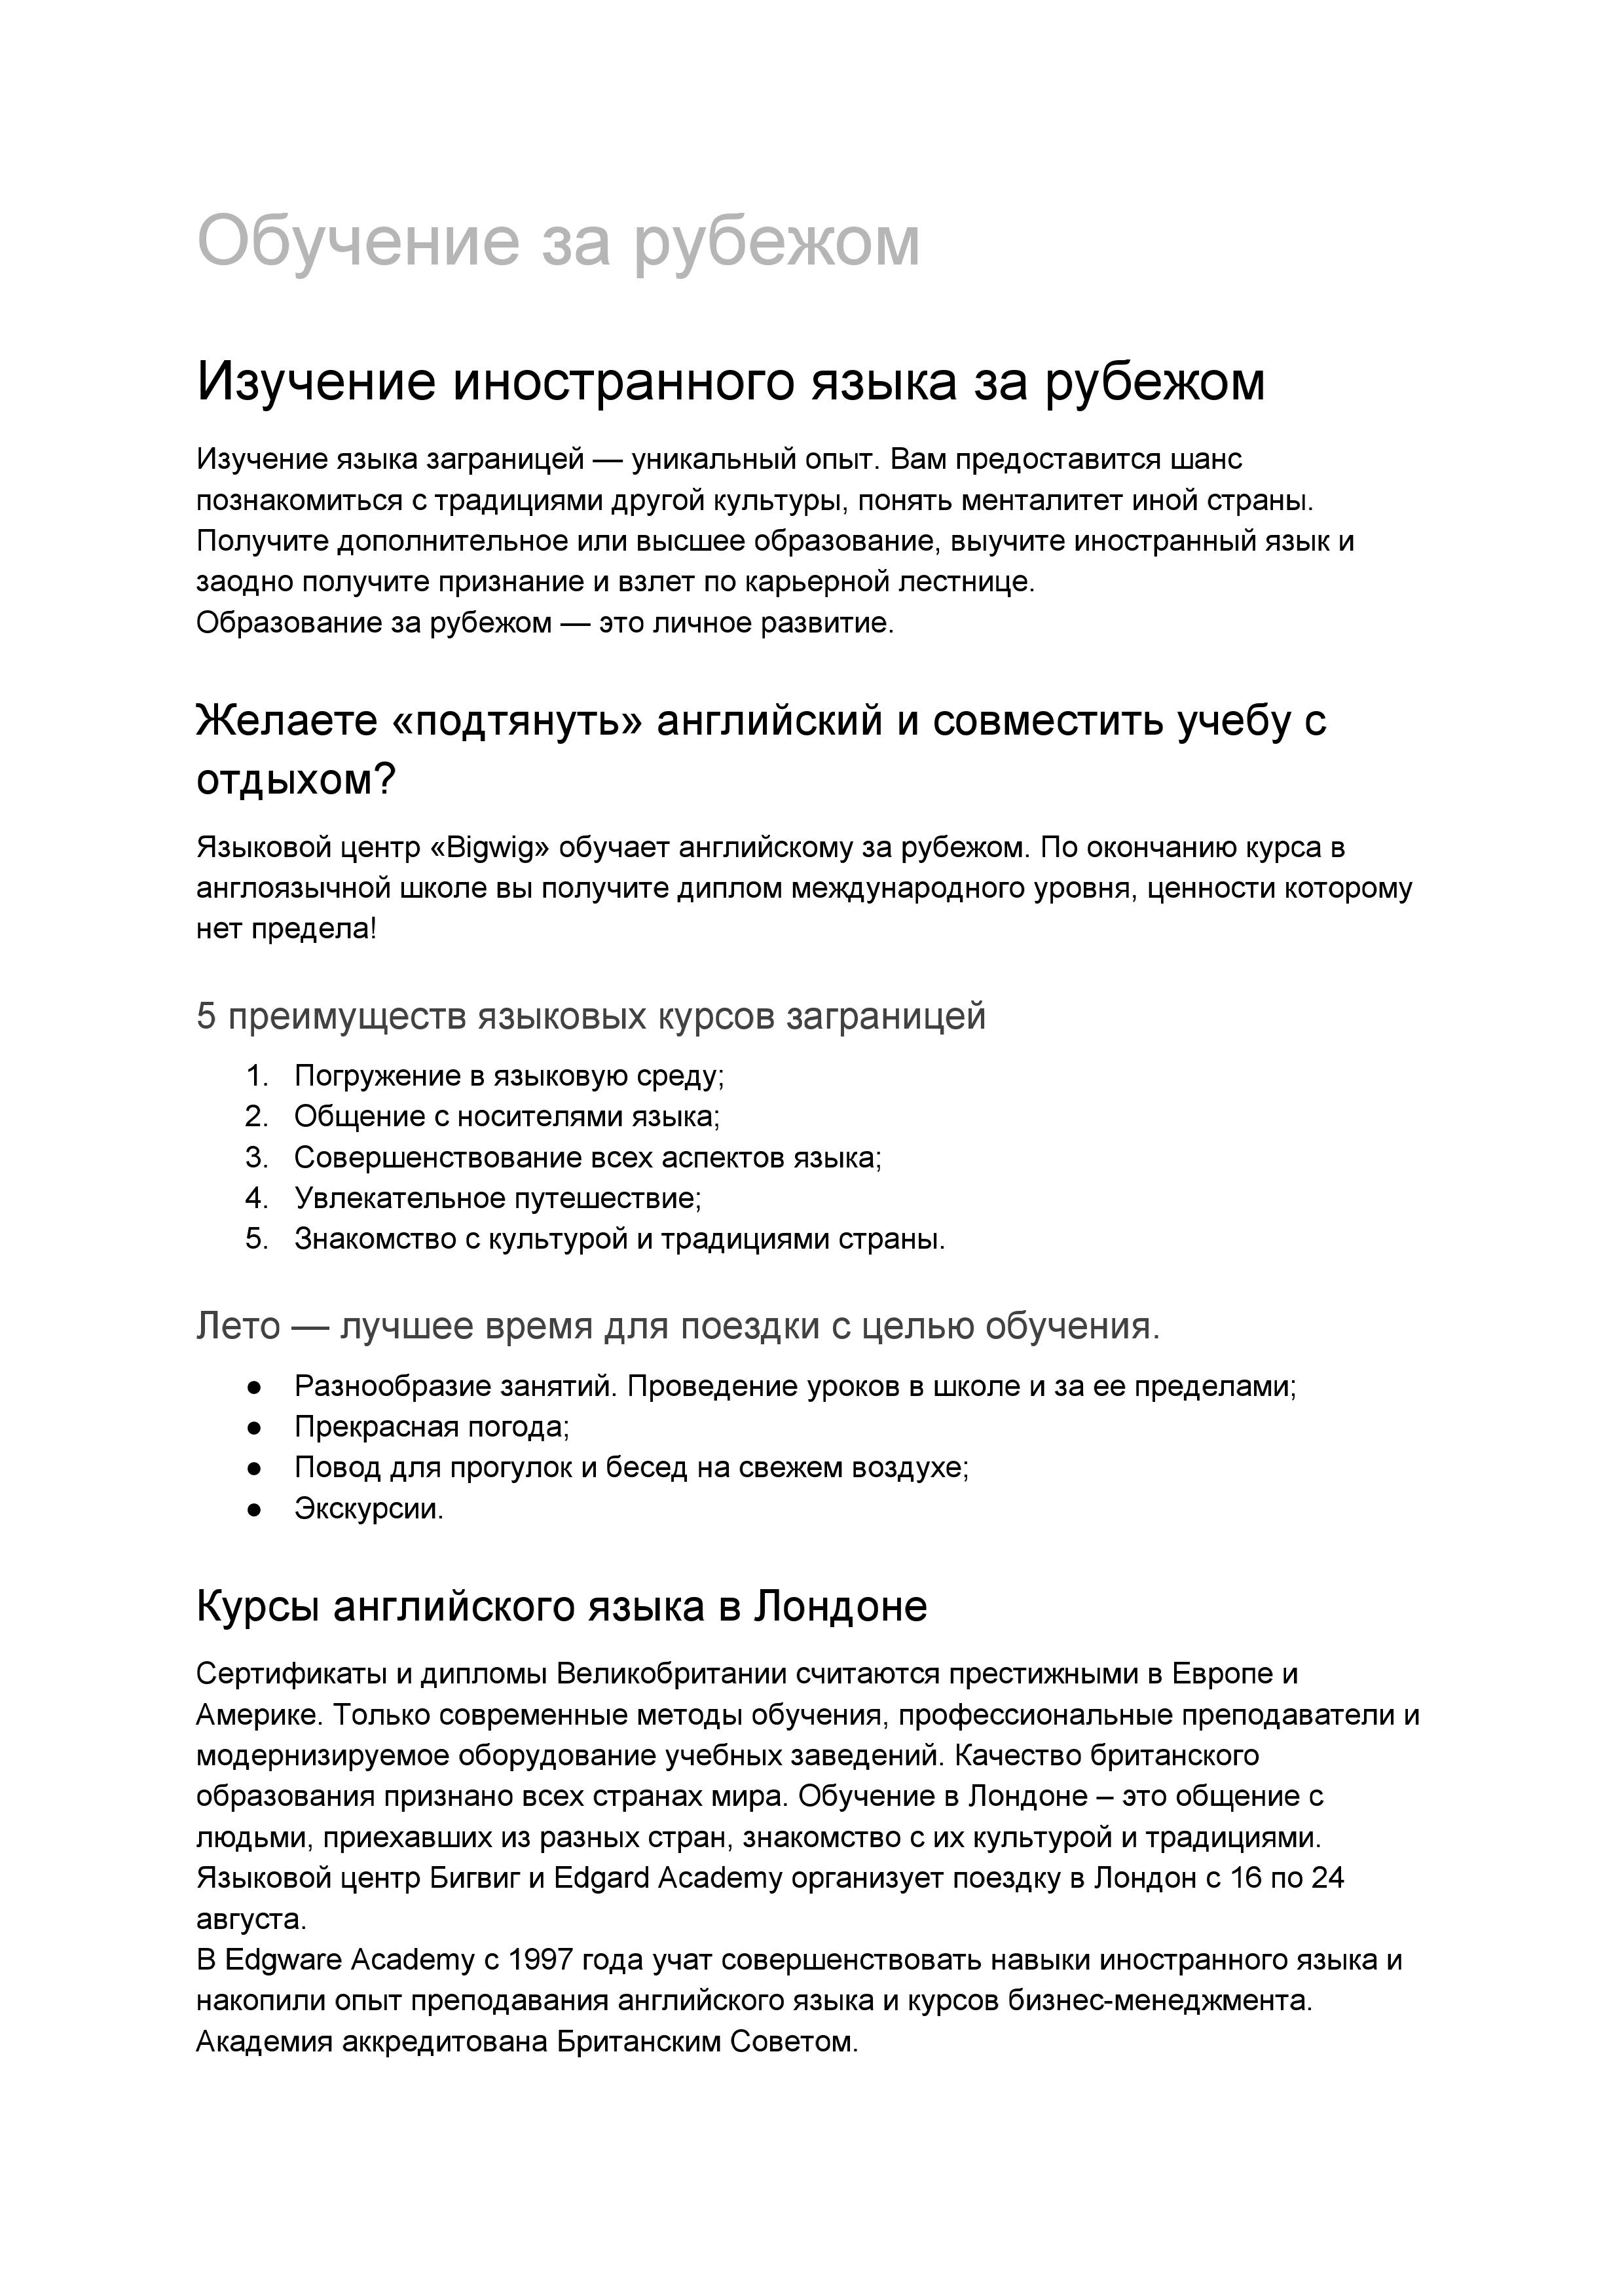 Обучение за рубежом
Изучение иностранного языка за рубежом
Изучение языка заграницей — уникальный опыт. Вам предоставится шанс
познакомиться с традициями другой культуры, понять менталитет иной страны.
Получите дополнительное или высшее образование, выучите иностранный язык и
заодно получите признание и взлет по карьерной лестнице.
Образование за рубежом — это личное развитие.
Желаете «подтянуть» английский и совместить учебу с
отдыхом?
Языковой центр «Bigwig» обучает английскому за рубежом. По окончанию курса в
англоязычной школе вы получите диплом международного уровня, ценности которому
нет предела!
5 преимуществ языковых курсов заграницей
1. Погружение в языковую среду;
2. Общение с носителями языка;
3. Совершенствование всех аспектов языка;
4. Увлекательное путешествие;
5. Знакомство с культурой и традициями страны.
Лето — лучшее время для поездки с целью обучения.
● Разнообразие занятий. Проведение уроков в школе и за ее пределами;
● Прекрасная погода;
● Повод для прогулок и бесед на свежем воздухе;
● Экскурсии.
Курсы английского языка в Лондоне
Сертификаты и дипломы Великобритании считаются престижными в Европе и
Америке. Только современные методы обучения, профессиональные преподаватели и
модернизируемое оборудование учебных заведений. Качество британского
образования признано всех странах мира. Обучение в Лондоне – это общение с
людьми, приехавших из разных стран, знакомство с их культурой и традициями.
Языковой центр Бигвиг и Edgard Academy организует поездку в Лондон с 16 по 24
августа.
В Edgware Academy с 1997 года учат совершенствовать навыки иностранного языка и
накопили опыт преподавания английского языка и курсов бизнес-менеджмента.
Академия аккредитована Британским Советом.